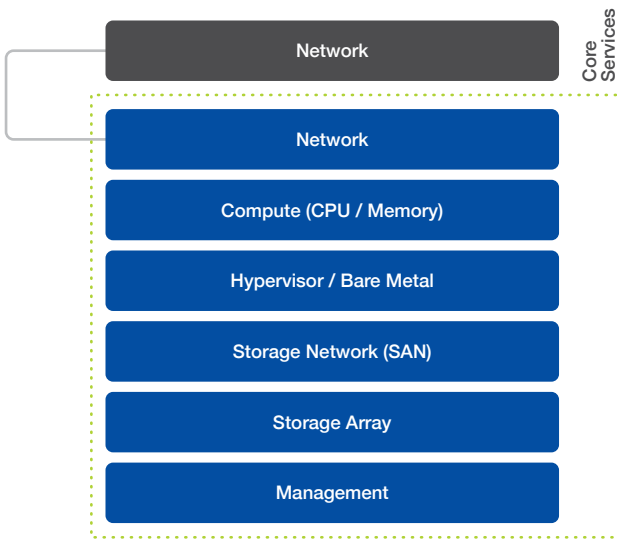 Network
Core
Services
Network
Compute (CPU / Memory)
Hypervisor / Bare Metal
Storage Network (SAN)
Storage Array
Management